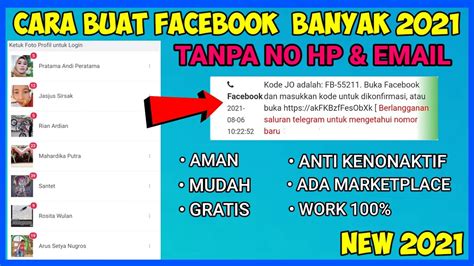 CARA BUAT FACEBOOK BANYAK 2021
TANPA NO HP & EMAIL
Ketuk Foto Profil untuk Login
Pratama Andi Peratama
Jasjus Sirsak
Rian Ardian
Mahardika Putra
Santet
Rosita Wulan
Arus Setya Nugros
Facebook
2021-
08-06
10:22:52
Kode JO adalah: FB-55211. Buka Facebook
dan masukkan kode untuk dikonfirmasi, atau
buka https://akFKBzfFesObXk [ Berlangganan
saluran telegram untuk mengetahui nomor
baru
• AMAN
• MUDAH
• GRATIS
• ANTI KENONAKTIF
• ADA MARKETPLACE
• WORK 100%
NEW 2021